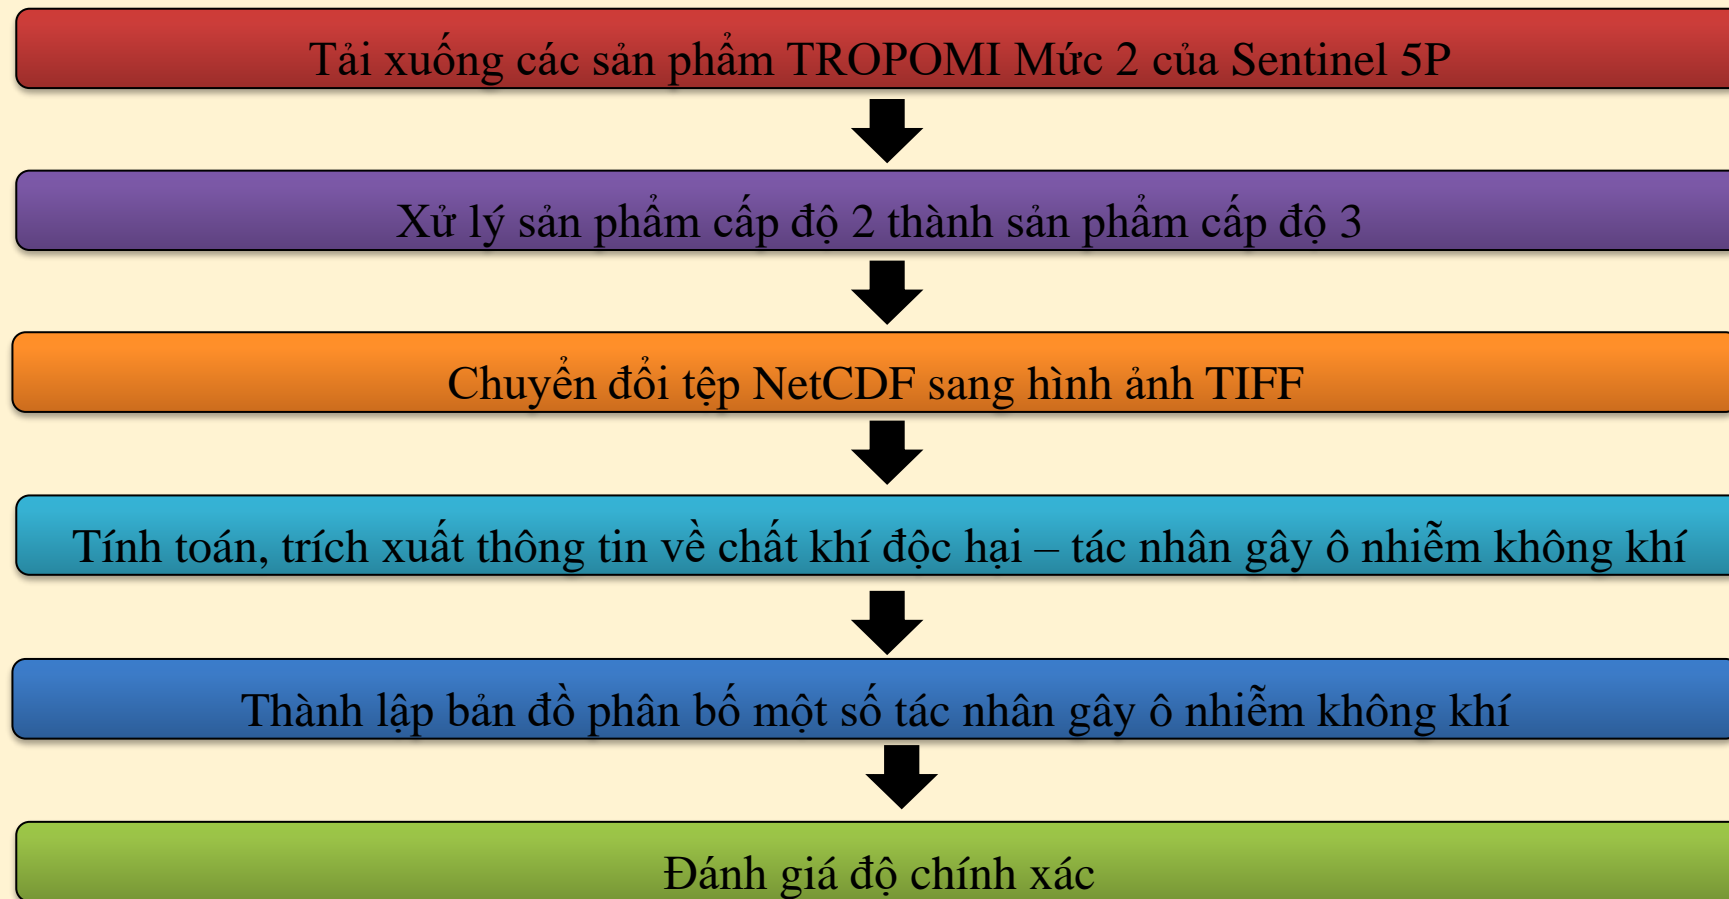 Tải xuống các sản phẩm TROPOMI Mức 2 của Sentinel 5P
Xử lý sản phẩm cấp độ 2 thành sản phẩm cấp độ 3
Chuyển đổi tệp NetCDF sang hình ảnh TIFF
Tính toán, trích xuất thông tin về chất khí độc hại – tác nhân gây ô nhiễm không khí
Thành lập bản đồ phân bố một số tác nhân gây ô nhiễm không khí
Đánh giá độ chính xác